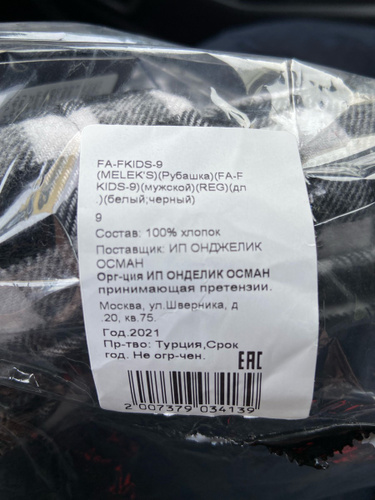 FA-FKIDS-9
(MELEK'S)(Рубашка)(FA-F
KIDS-9)(мужской)(REG)(дл
.)(белый;черный)
9
Состав: 100% хлопок
Поставщик: ИП ОНДЖЕЛИК
ОСМАН
Орг-ция ИП ОНДЕЛИК ОСМАН
принимающая претензии.
Москва, ул.Шверника, д
.20, кв.75.
Год.2021
Пр-тво: Турция,Срок
год. Не огр-чен.
EAC
2 007379 034139